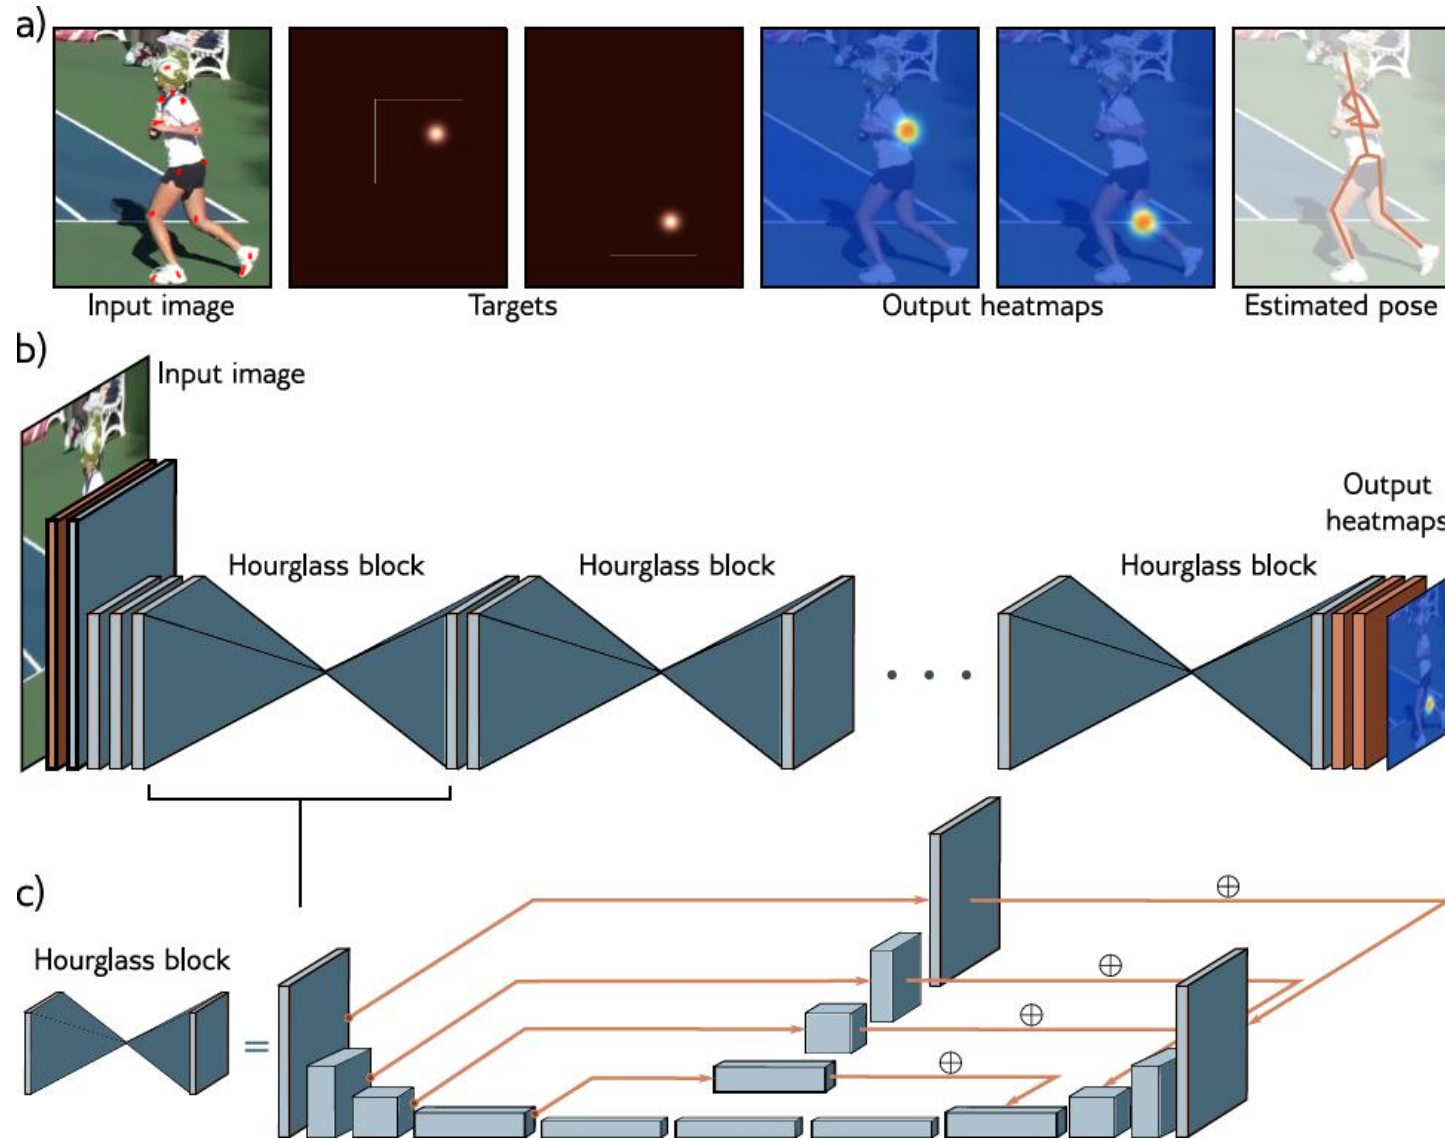 a)
Input image
Targets
Output heatmaps
Estimated pose
b)
Input image
Hourglass block
Hourglass block
Hourglass block
Output
heatmaps
c)
Hourglass block
=